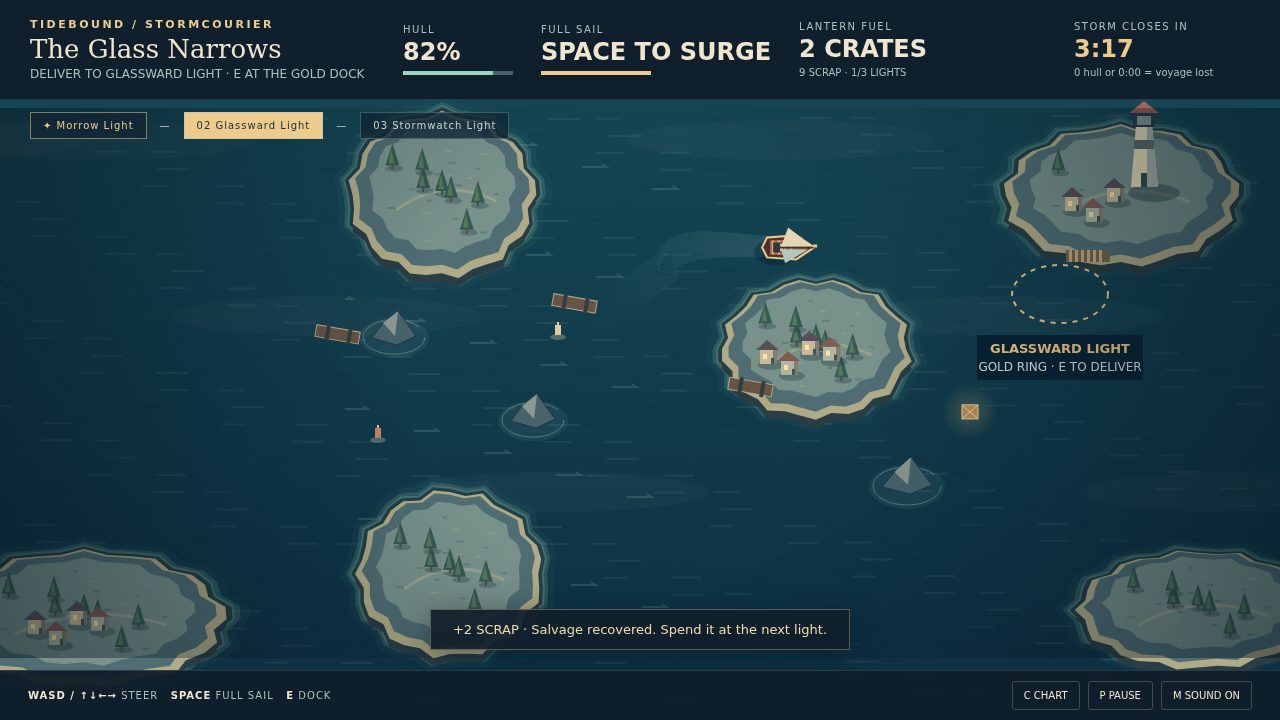 TIDEBOUND / STORMCOURIER
The Glass Narrows
DELIVER TO GLASSWARD LIGHT · E AT THE GOLD DOCK
HULL
82%
FULL SAIL
SPACE TO SURGE
LANTERN FUEL
2 CRATES
9 SCRAP · 1/3 LIGHTS
STORM CLOSES IN
3:17
0 hull or 0:00 = voyage lost
✦ Morrow Light — 02 Glassward Light — 03 Stormwatch Light
GLASSWARD LIGHT
GOLD RING · E TO DELIVER
+2 SCRAP · Salvage recovered. Spend it at the next light.
WASD / ↑↓←→ STEER SPACE FULL SAIL E DOCK
C CHART P PAUSE M SOUND ON